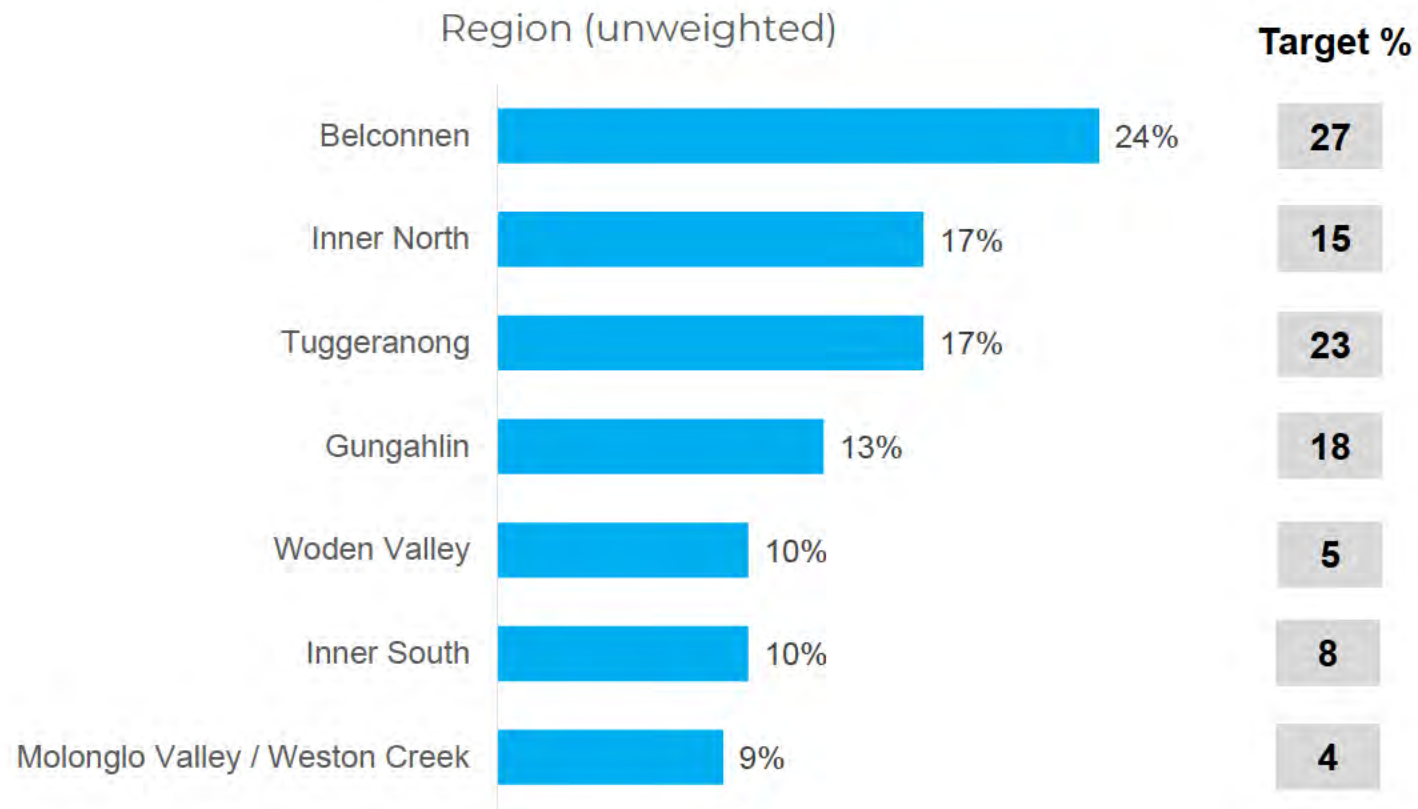 Region (unweighted)
Target %
Belconnen 24% 27
Inner North 17% 15
Tuggeranong 17% 23
Gungahlin 13% 18
Woden Valley 10% 5
Inner South 10% 8
Molonglo Valley / Weston Creek 9% 4